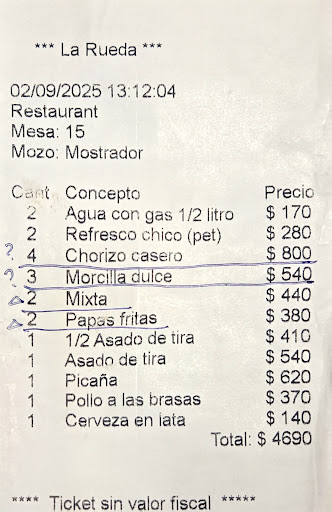 *** La Rueda ***
02/09/2025 13:12:04
Restaurant
Mesa: 15
Mozo: Mostrador
Cant Concepto Precio
2 Agua con gas 1/2 litro $ 170
2 Refresco chico (pet) $ 280
? 4 Chorizo casero $ 800
? 3 Morcilla dulce $ 540
2 Mixta $ 440
2 Papas fritas $ 380
1 1/2 Asado de tira $ 410
1 Asado de tira $ 540
1 Picaña $ 620
1 Pollo a las brasas $ 370
1 Cerveza en lata $ 140
Total: $ 4690
**** Ticket sin valor fiscal *****